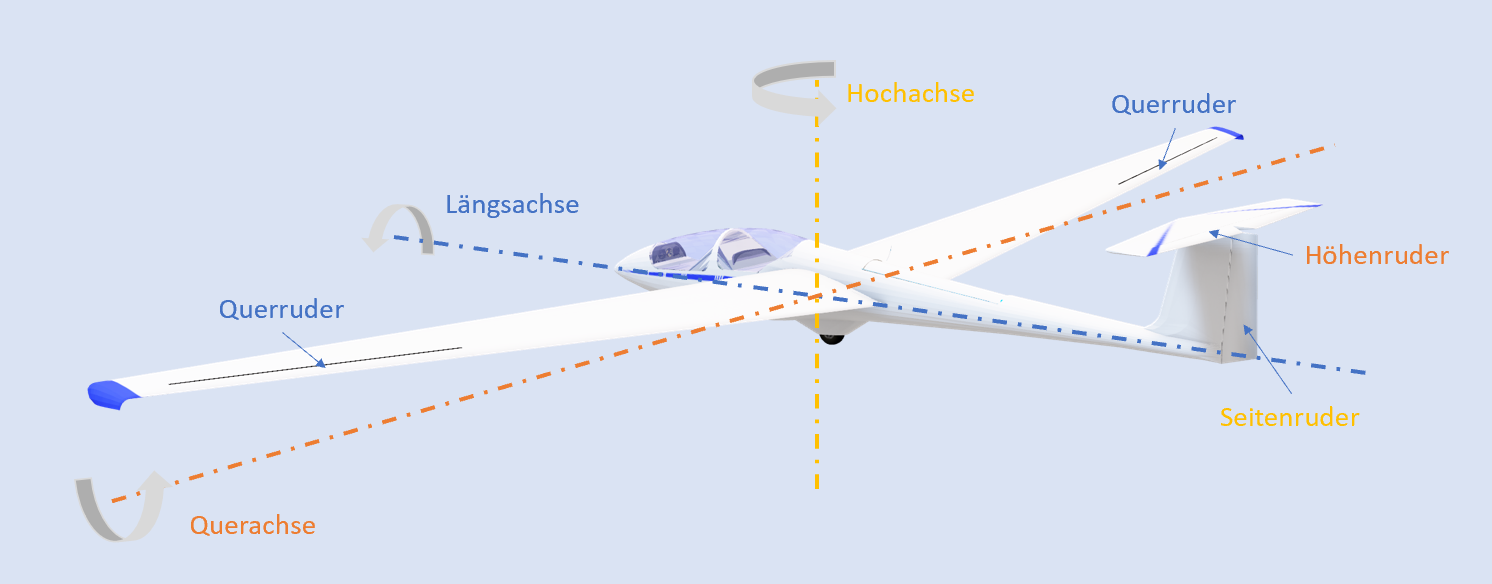 Hochachse
Querruder
Längsachse
Höhenruder
Querruder
Seitenruder
Querachse